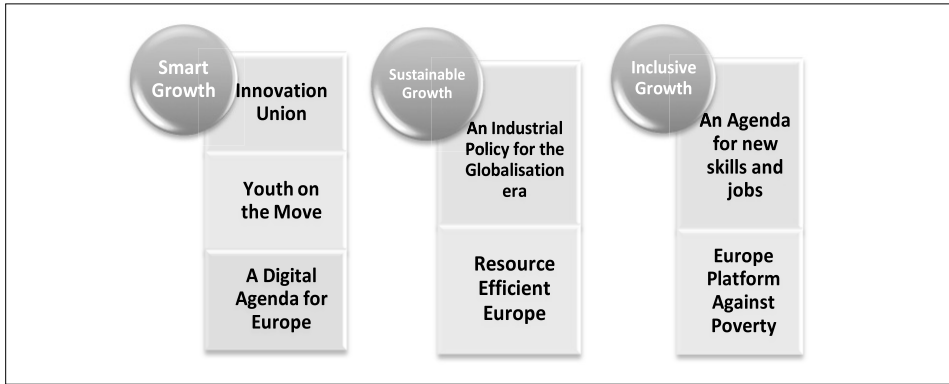 Smart
Growth
Innovation
Union
Youth on
the Move
A Digital
Agenda for
Europe
Sustainable
Growth
An Industrial
Policy for the
Globalisation
era
Resource
Efficient
Europe
Inclusive
Growth
An Agenda
for new
skills and
jobs
Europe
Platform
Against
Poverty